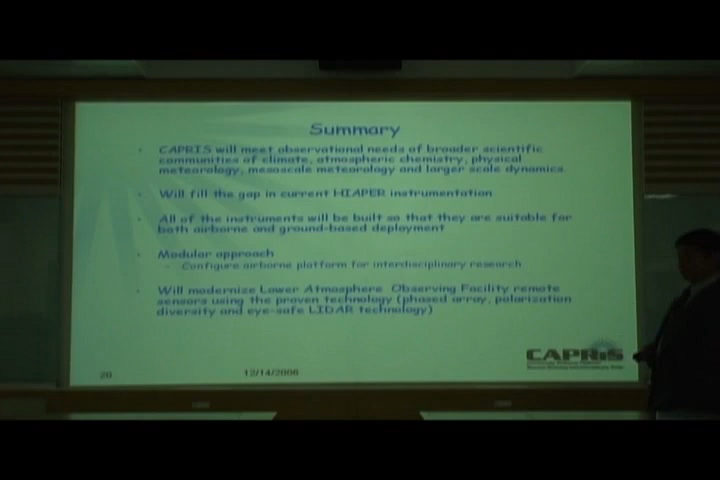 Summary
• CAPRIS will meet observational needs of broader scientific
communities of climate, atmospheric chemistry, physical
meteorology, mesoscale meteorology and larger scale dynamics.
• Will fill the gap in current HIAPER instrumentation
• All of the instruments will be built so that they are suitable for
both airborne and ground-based deployment
• Modular approach
– Configure airborne platform for interdisciplinary research
• Will modernize Lower Atmosphere Observing Facility remote
sensors using the proven technology (phased array, polarization
diversity and eye-safe LIDAR technology)
CAPRIS
20
12/14/2006